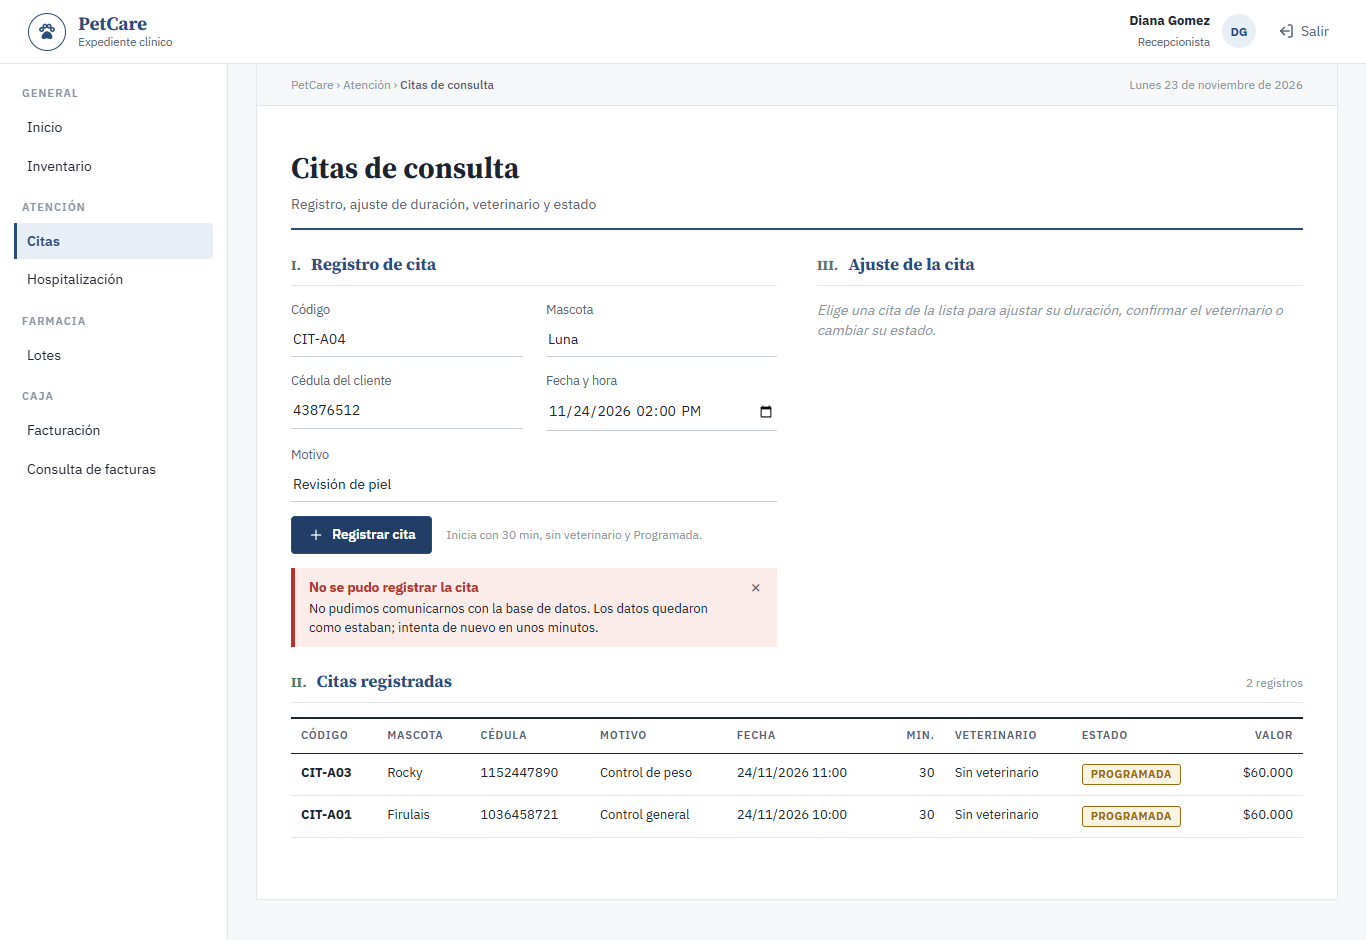 PetCare
Expediente clínico
Diana Gomez
Recepcionista
DG
Salir
GENERAL
Inicio
Inventario
ATENCIÓN
Citas
Hospitalización
FARMACIA
Lotes
CAJA
Facturación
Consulta de facturas
PetCare › Atención › Citas de consulta
Lunes 23 de noviembre de 2026
Citas de consulta
Registro, ajuste de duración, veterinario y estado
I. Registro de cita
Código
CIT-A04
Mascota
Luna
Cédula del cliente
43876512
Fecha y hora
11/24/2026 02:00 PM
Motivo
Revisión de piel
Registrar cita
Inicia con 30 min, sin veterinario y Programada.
No se pudo registrar la cita
No pudimos comunicarnos con la base de datos. Los datos quedaron
como estaban; intenta de nuevo en unos minutos.
III. Ajuste de la cita
Elige una cita de la lista para ajustar su duración, confirmar el veterinario o
cambiar su estado.
II. Citas registradas
2 registros
CÓDIGO MASCOTA CÉDULA MOTIVO FECHA MIN. VETERINARIO ESTADO VALOR
CIT-A03 Rocky 1152447890 Control de peso 24/11/2026 11:00 30 Sin veterinario PROGRAMADA $60.000
CIT-A01 Firulais 1036458721 Control general 24/11/2026 10:00 30 Sin veterinario PROGRAMADA $60.000